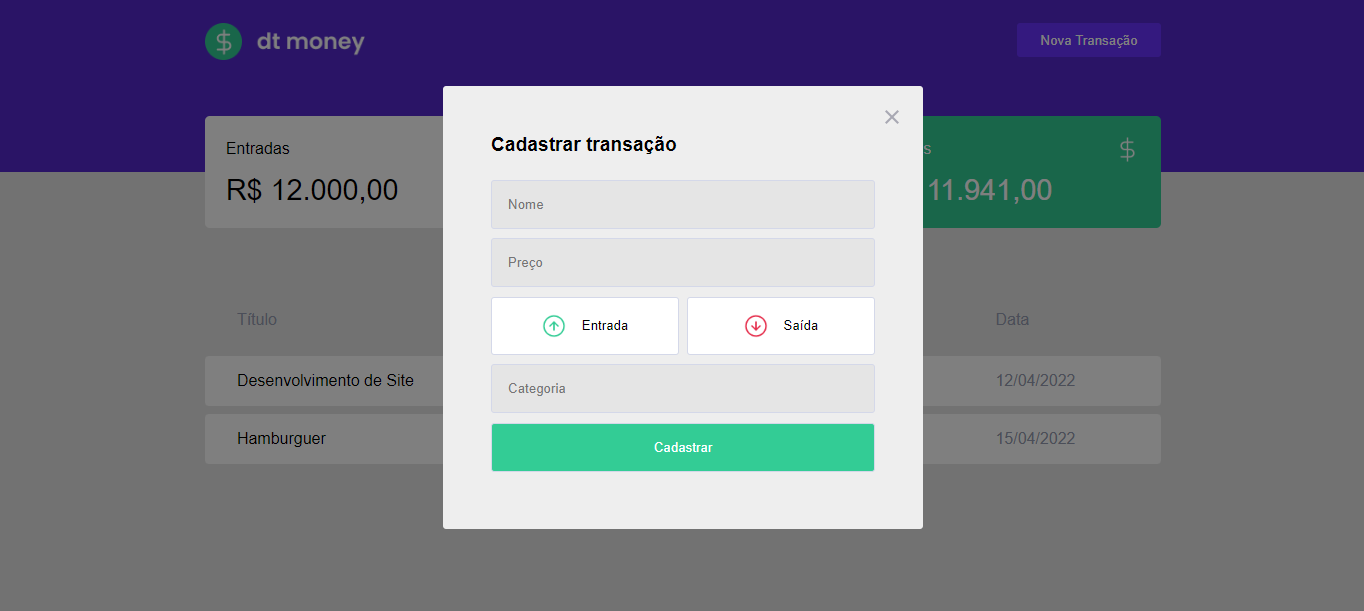 dt money
Nova Transação
Entradas
R$ 12.000,00
11.941,00
Cadastrar transação
Nome
Preço
Entrada
Saída
Categoria
Cadastrar
Título
Data
Desenvolvimento de Site
12/04/2022
Hamburguer
15/04/2022